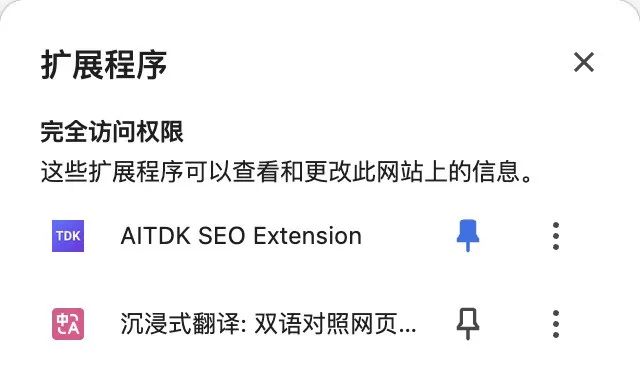 扩展程序
完全访问权限
这些扩展程序可以查看和更改此网站上的信息。
TDK AITDK SEO Extension
中A 沉浸式翻译: 双语对照网页...